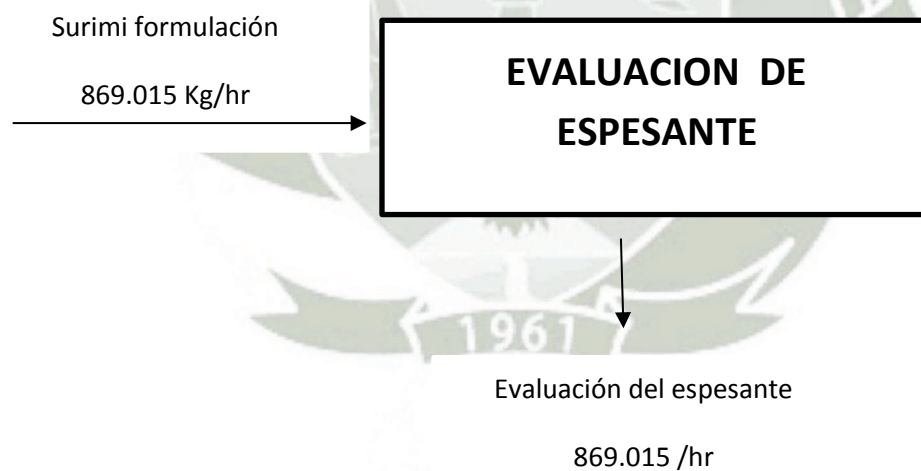 Surimi formulación
869.015 Kg/hr
EVALUACION DE
ESPESANTE
1961
Evaluación del espesante
869.015 /hr